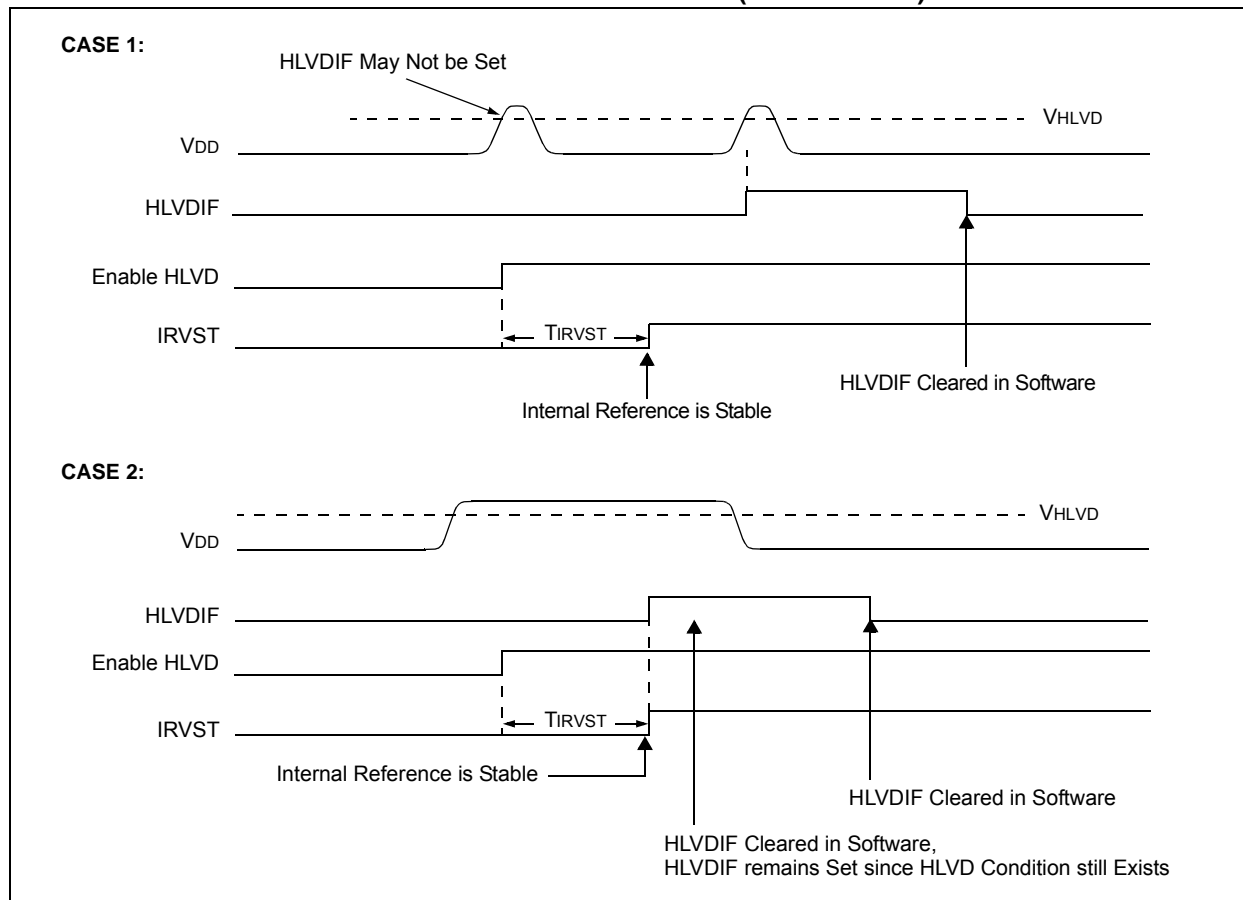 CASE 1:
HLVDIF May Not be Set
VHLVD
VDD
HLVDIF
Enable HLVD
TIRVST
IRVST
HLVDIF Cleared in Software
Internal Reference is Stable
CASE 2:
VHLVD
VDD
HLVDIF
Enable HLVD
TIRVST
IRVST
Internal Reference is Stable
HLVDIF Cleared in Software
HLVDIF Cleared in Software,
HLVDIF remains Set since HLVD Condition still Exists